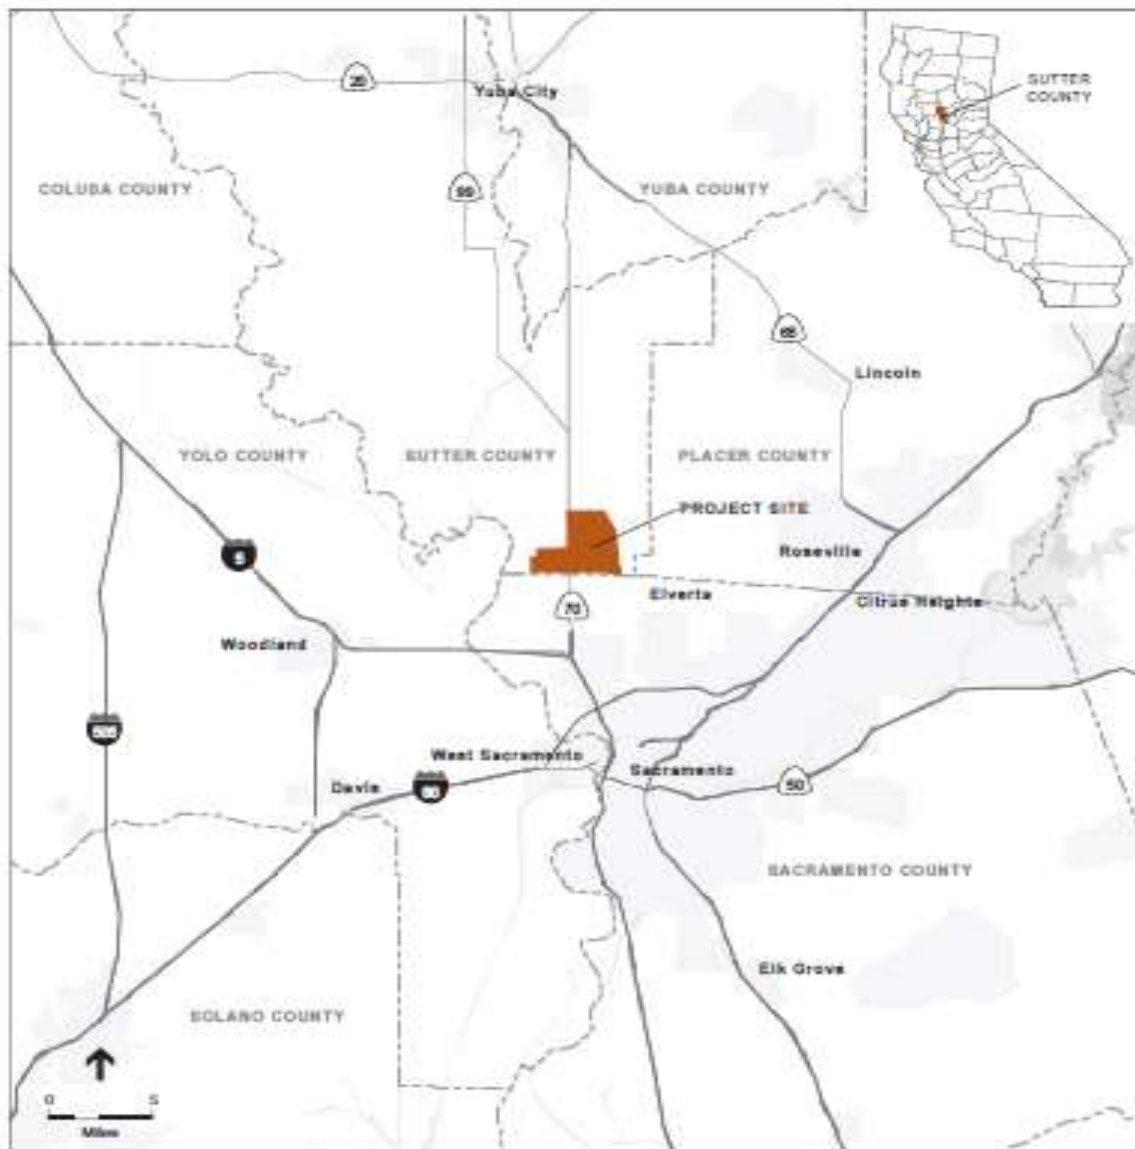 20
Yuba City
SUTTER
COUNTY
99
COLUSA COUNTY
YUBA COUNTY
65
Lincoln
YOLO COUNTY
SUTTER COUNTY
PLACER COUNTY
PROJECT SITE
5
Roseville
Elverta
Citrus Heights
70
Woodland
505
West Sacramento
Sacramento
Davis
80
50
SACRAMENTO COUNTY
Elk Grove
SOLANO COUNTY
0 5
Miles